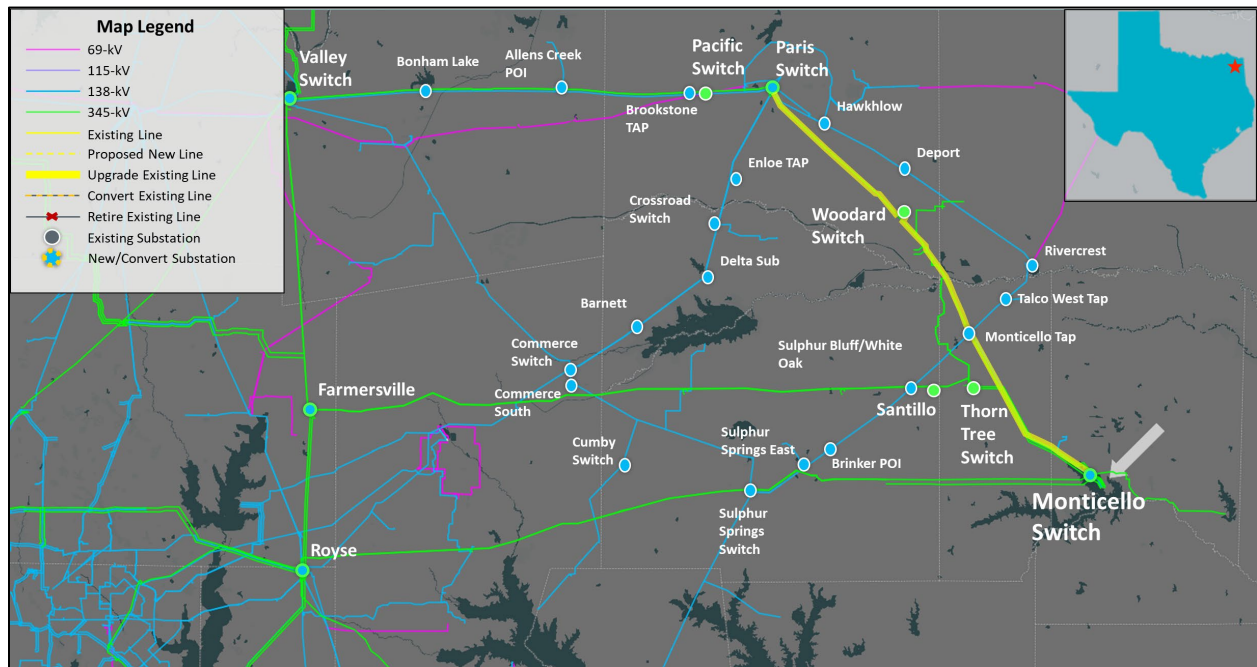 Map Legend
69-kV
115-kV
138-kV
345-kV
Existing Line
Proposed New Line
Upgrade Existing Line
Convert Existing Line
Retire Existing Line
Existing Substation
New/Convert Substation
Valley
Switch
Bonham Lake
Allens Creek
POI
Pacific
Switch
Paris
Switch
Brookstone
TAP
Hawkhlow
Enloe TAP
Deport
Crossroad
Switch
Woodard
Switch
Rivercrest
Delta Sub
Talco West Tap
Barnett
Monticello Tap
Commerce
Switch
Sulphur Bluff/White
Oak
Farmersville
Commerce
South
Santillo
Thorn
Tree
Switch
Cumby
Switch
Sulphur
Springs East
Brinker POI
Monticello
Switch
Sulphur
Springs
Switch
Royse